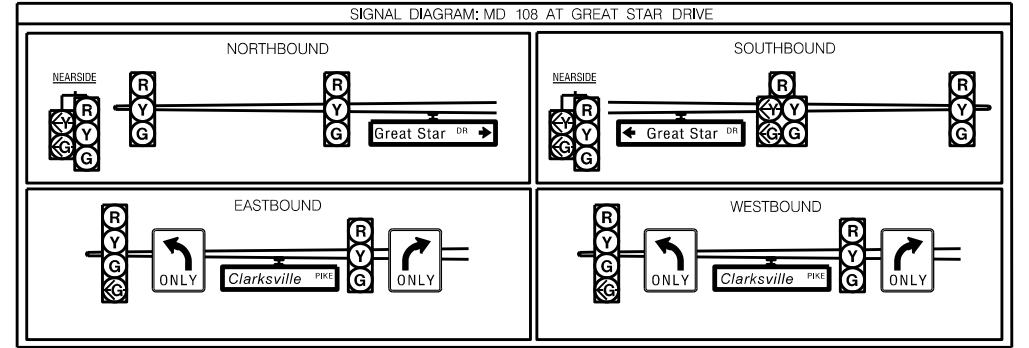 SIGNAL DIAGRAM: MD 108 AT GREAT STAR DRIVE
NORTHBOUND
NEARSIDE
R
Y
G
Y
G
R
Y
G
R
Y
G
Great Star DR
SOUTHBOUND
NEARSIDE
R
Y
G
Y
G
Great Star DR
R
Y
Y
G
G
R
Y
G
EASTBOUND
R
Y
G
G
ONLY
Clarksville PIKE
R
Y
G
ONLY
WESTBOUND
R
Y
G
G
ONLY
Clarksville PIKE
R
Y
G
ONLY